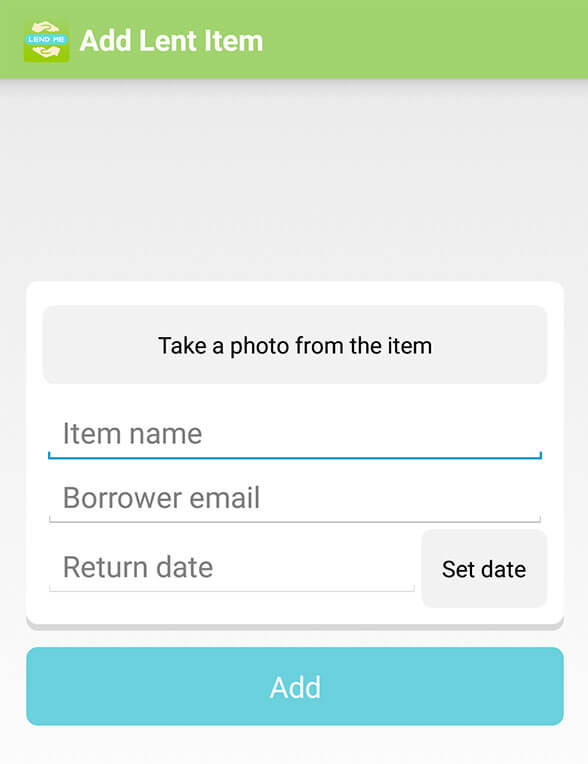 LEND ME
Add Lent Item
Take a photo from the item
Item name
Borrower email
Return date
Set date
Add